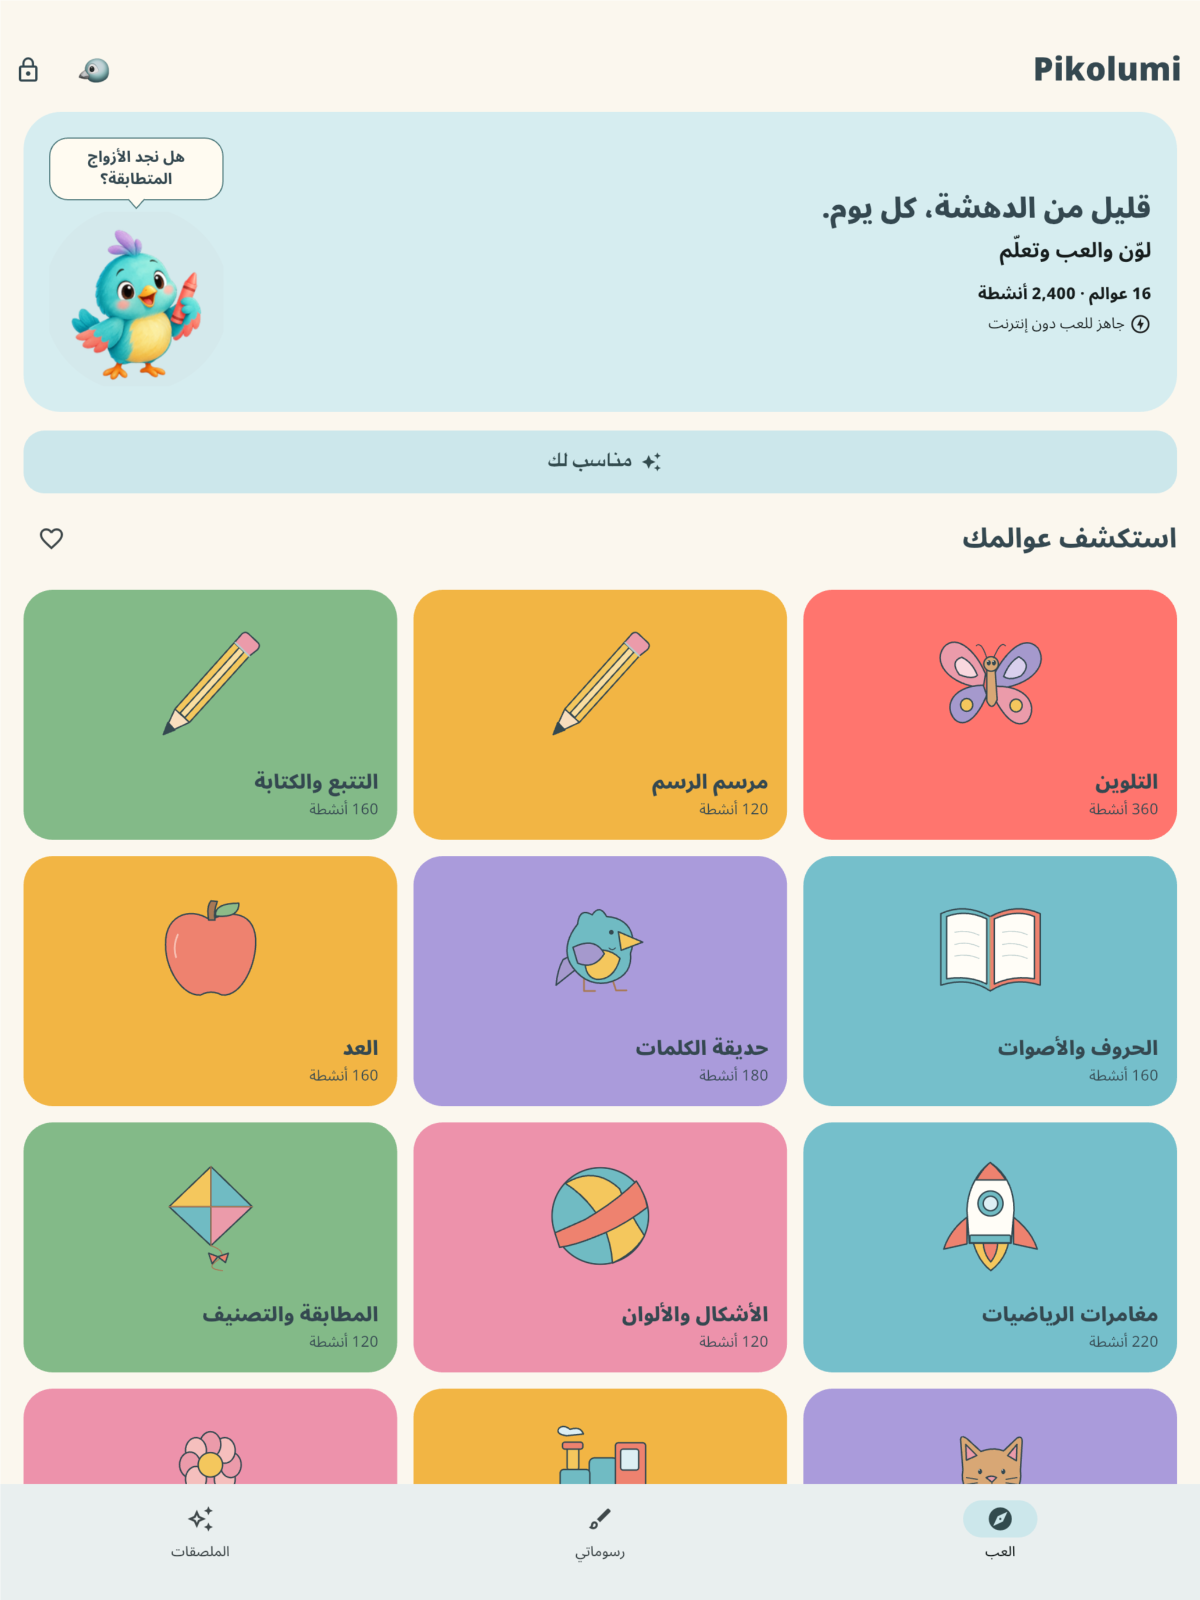 Pikolumi
هل نجد الأزواج
المتطابقة؟
قليل من الدهشة، كل يوم.
لوّن والعب وتعلّم
16 عوالم · 2,400 أنشطة
جاهز للعب دون إنترنت
مناسب لك
استكشف عوالمك
التلوين
360 أنشطة
مرسم الرسم
120 أنشطة
التتبع والكتابة
160 أنشطة
الحروف والأصوات
160 أنشطة
حديقة الكلمات
180 أنشطة
العد
160 أنشطة
مغامرات الرياضيات
220 أنشطة
الأشكال والألوان
120 أنشطة
المطابقة والتصنيف
120 أنشطة
العب
رسوماتي
الملصقات